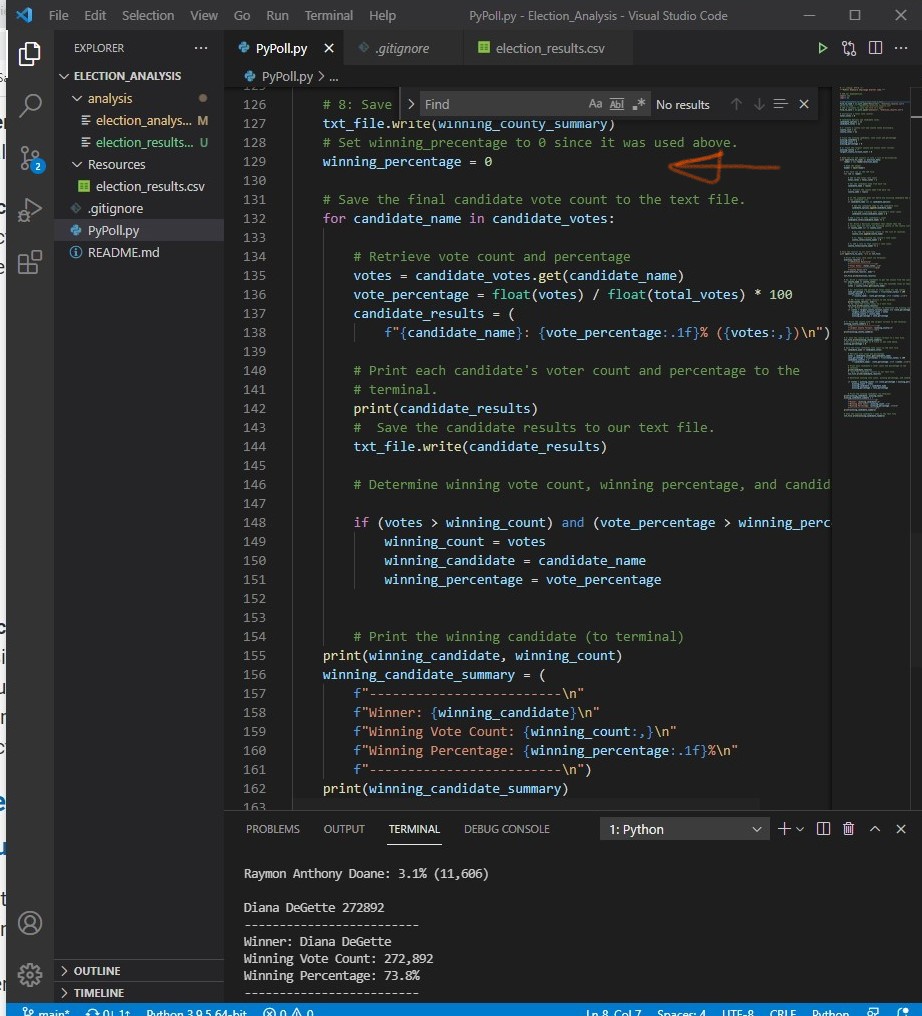 File Edit Selection View Go Run Terminal Help PyPoll.py - Election_Analysis - Visual Studio Code
EXPLORER ...
ELECTION_ANALYSIS
analysis
election_analys... M
election_results... U
Resources
election_results.csv
.gitignore
PyPoll.py
README.md
2
OUTLINE
TIMELINE
PyPoll.py .gitignore election_results.csv
PyPoll.py > ...
Find Aa Abl .* No results
126 # 8: Save
127 txt_file.write(winning_county_summary)
128 # Set winning_precentage to 0 since it was used above.
129 winning_percentage = 0
130
131 # Save the final candidate vote count to the text file.
132 for candidate_name in candidate_votes:
133
134 # Retrieve vote count and percentage
135 votes = candidate_votes.get(candidate_name)
136 vote_percentage = float(votes) / float(total_votes) * 100
137 candidate_results = (
138 f"{candidate_name}: {vote_percentage:.1f}% ({votes:,})\n")
139
140 # Print each candidate's voter count and percentage to the
141 # terminal.
142 print(candidate_results)
143 #  Save the candidate results to our text file.
144 txt_file.write(candidate_results)
145
146 # Determine winning vote count, winning percentage, and candid
147
148 if (votes > winning_count) and (vote_percentage > winning_perc
149 winning_count = votes
150 winning_candidate = candidate_name
151 winning_percentage = vote_percentage
152
153
154 # Print the winning candidate (to terminal)
155 print(winning_candidate, winning_count)
156 winning_candidate_summary = (
157 f"-------------------------\n"
158 f"Winner: {winning_candidate}\n"
159 f"Winning Vote Count: {winning_count:,}\n"
160 f"Winning Percentage: {winning_percentage:.1f}%\n"
161 f"-------------------------\n")
162 print(winning_candidate_summary)
163
PROBLEMS OUTPUT TERMINAL DEBUG CONSOLE 1: Python
Raymon Anthony Doane: 3.1% (11,606)
Diana DeGette 272892
-------------------------
Winner: Diana DeGette
Winning Vote Count: 272,892
Winning Percentage: 73.8%
-------------------------
main* 0↓ 1↑ Python 3.9.5 64-bit 0 0 Ln 8, Col 7 Spaces: 4 UTF-8 CRLF Python